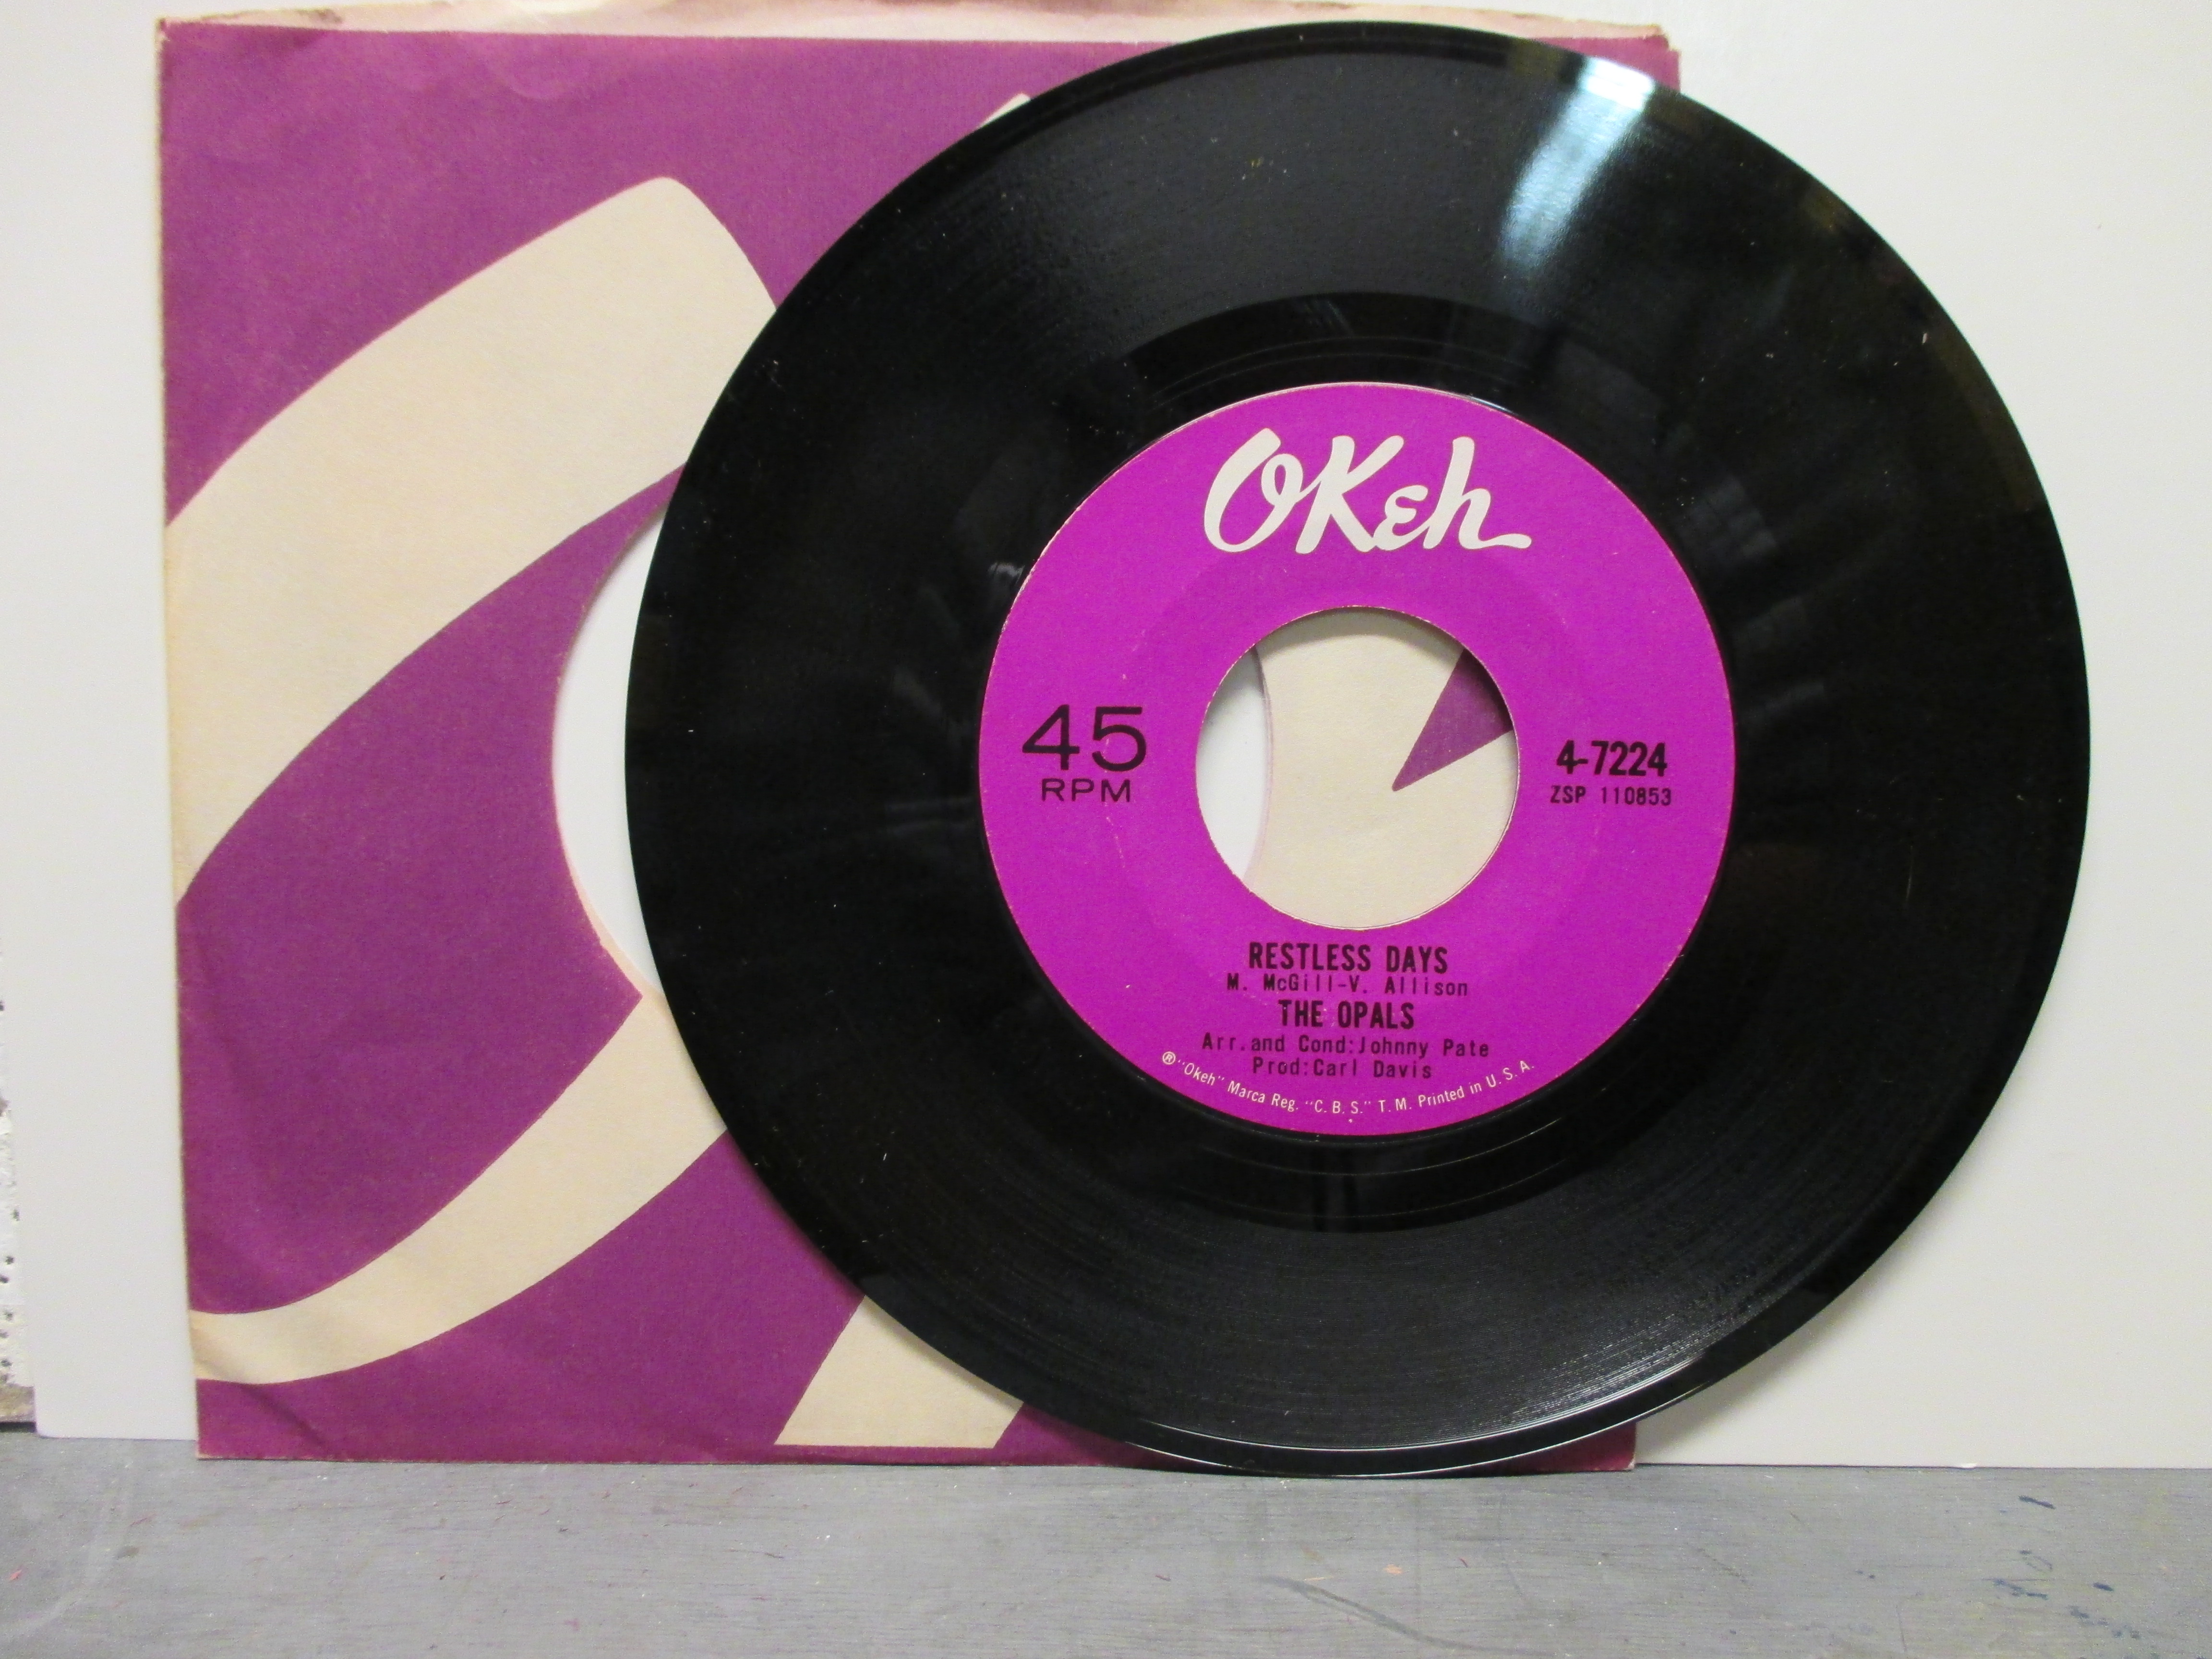 OKeh
45
RPM
4-7224
ZSP 110853
RESTLESS DAYS
M. McGill-V. Allison
THE OPALS
Arr.and Cond:Johnny Pate
Prod:Carl Davis
® "Okeh" Marca Reg. "C. B. S." T. M. Printed in U. S. A.